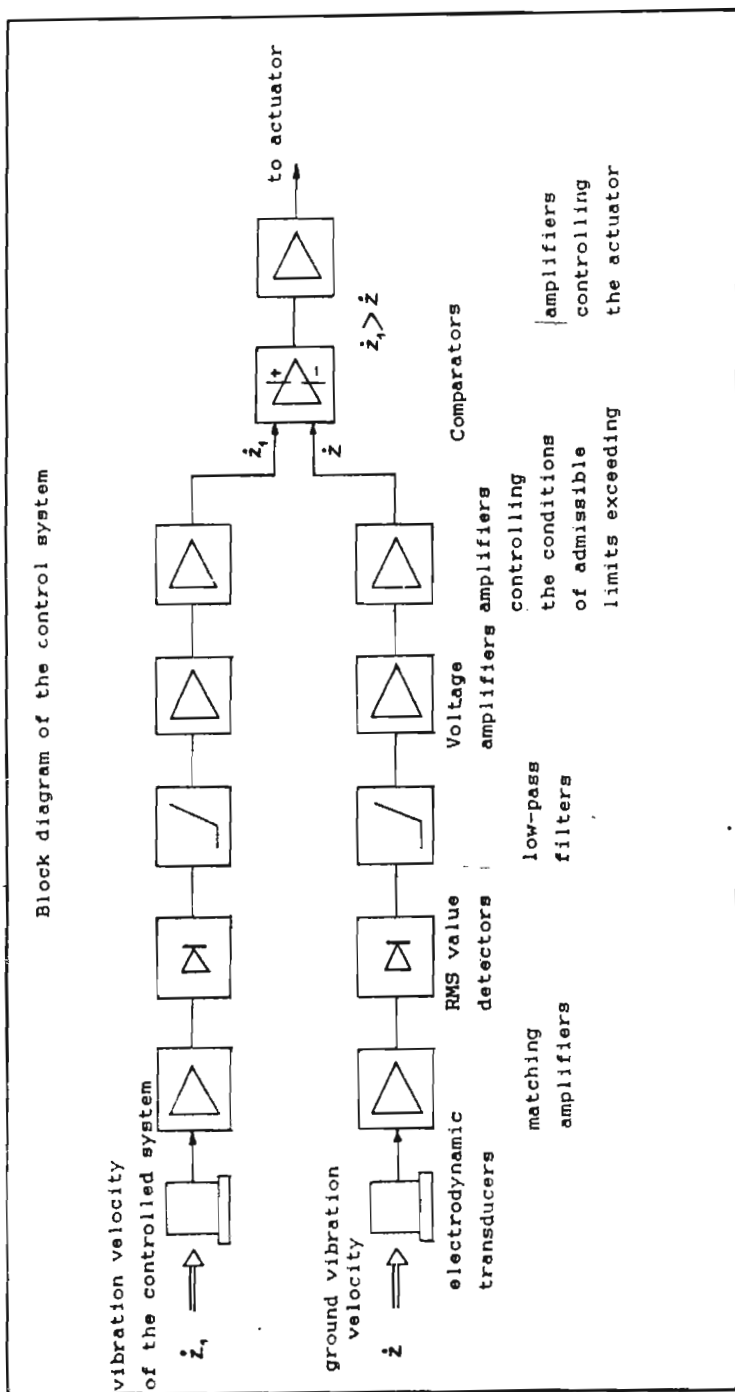 Block diagram of the control system
vibration velocity
of the controlled system
ż₁
ż₁
ż
to actuator
+
-
ż₁>ż
ground vibration
velocity
ż
electrodynamic
transducers
matching
amplifiers
RMS value
detectors
low-pass
filters
Voltage
amplifiers
amplifiers
controlling
the conditions
of admissible
limits exceeding
Comparators
amplifiers
controlling
the actuator